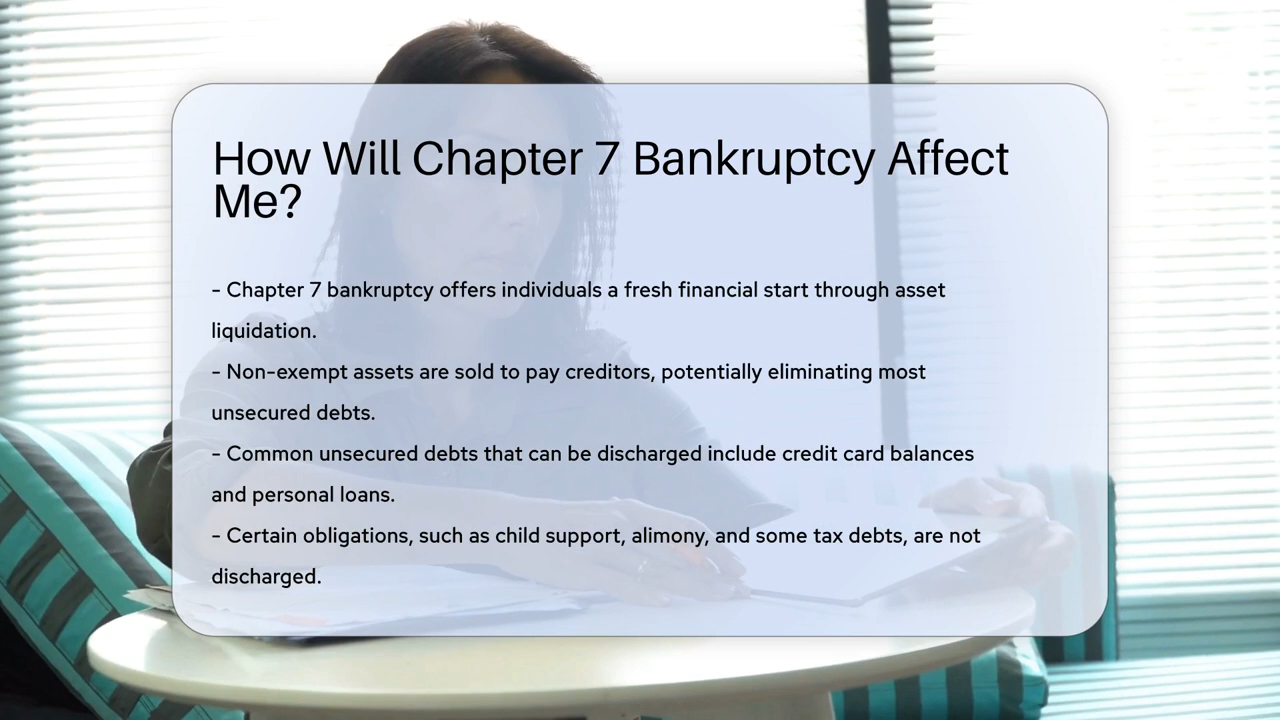 How Will Chapter 7 Bankruptcy Affect
Me?
- Chapter 7 bankruptcy offers individuals a fresh financial start through asset
liquidation.
- Non-exempt assets are sold to pay creditors, potentially eliminating most
unsecured debts.
- Common unsecured debts that can be discharged include credit card balances
and personal loans.
- Certain obligations, such as child support, alimony, and some tax debts, are not
discharged.